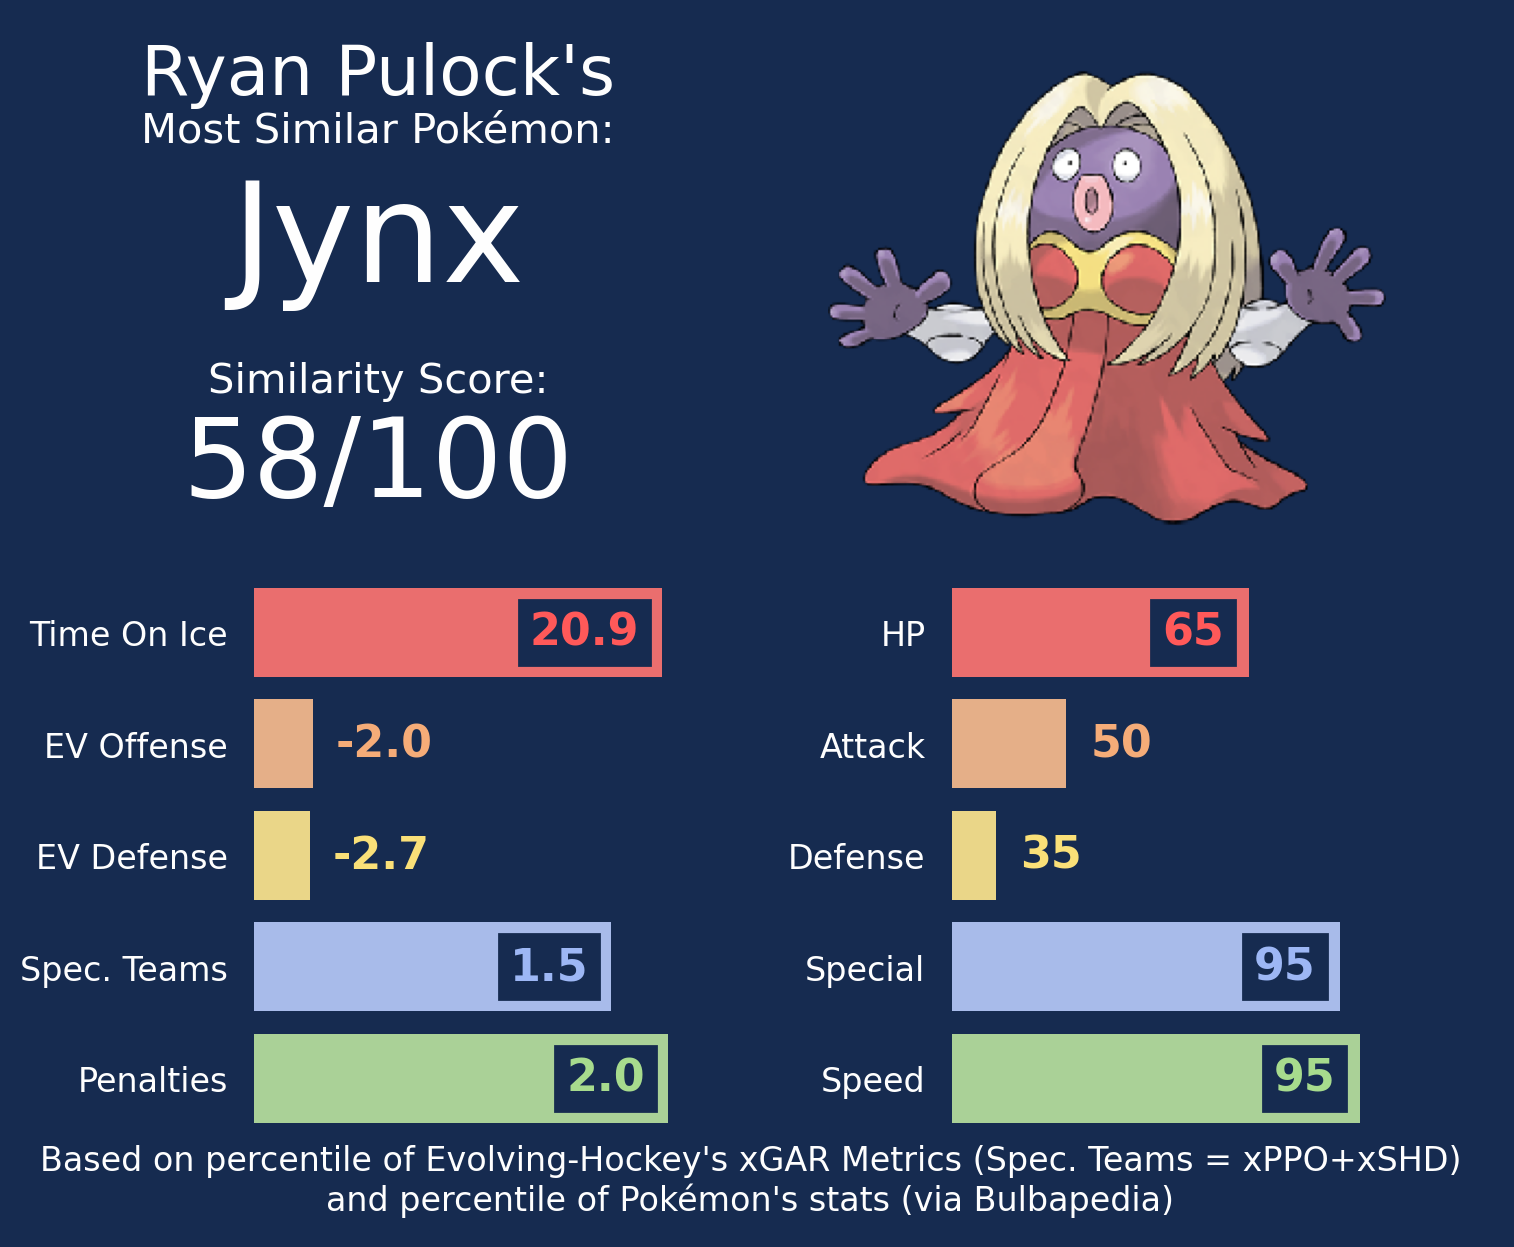 Ryan Pulock's
Most Similar Pokémon:
Jynx
Similarity Score:
58/100
Time On Ice 20.9
EV Offense -2.0
EV Defense -2.7
Spec. Teams 1.5
Penalties 2.0
HP 65
Attack 50
Defense 35
Special 95
Speed 95
Based on percentile of Evolving-Hockey's xGAR Metrics (Spec. Teams = xPPO+xSHD)
and percentile of Pokémon's stats (via Bulbapedia)